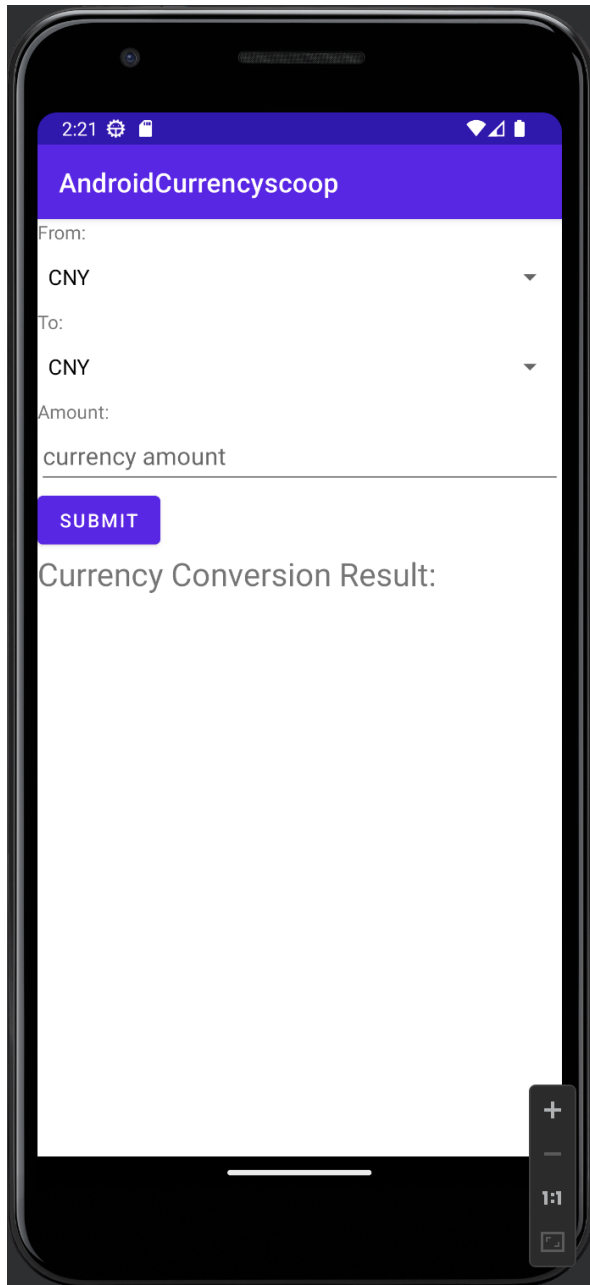 2:21
AndroidCurrencyscoop
From:
CNY
To:
CNY
Amount:
currency amount
SUBMIT
Currency Conversion Result:
1:1